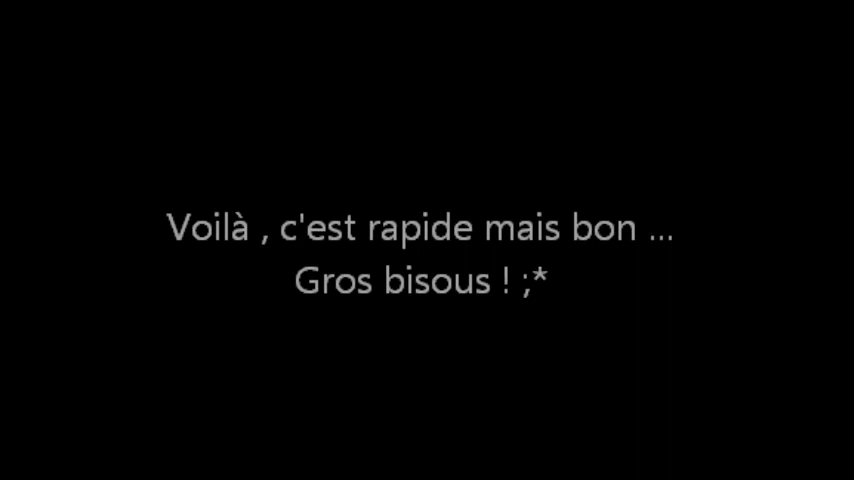 Voilà , c'est rapide mais bon ...
Gros bisous ! ;*